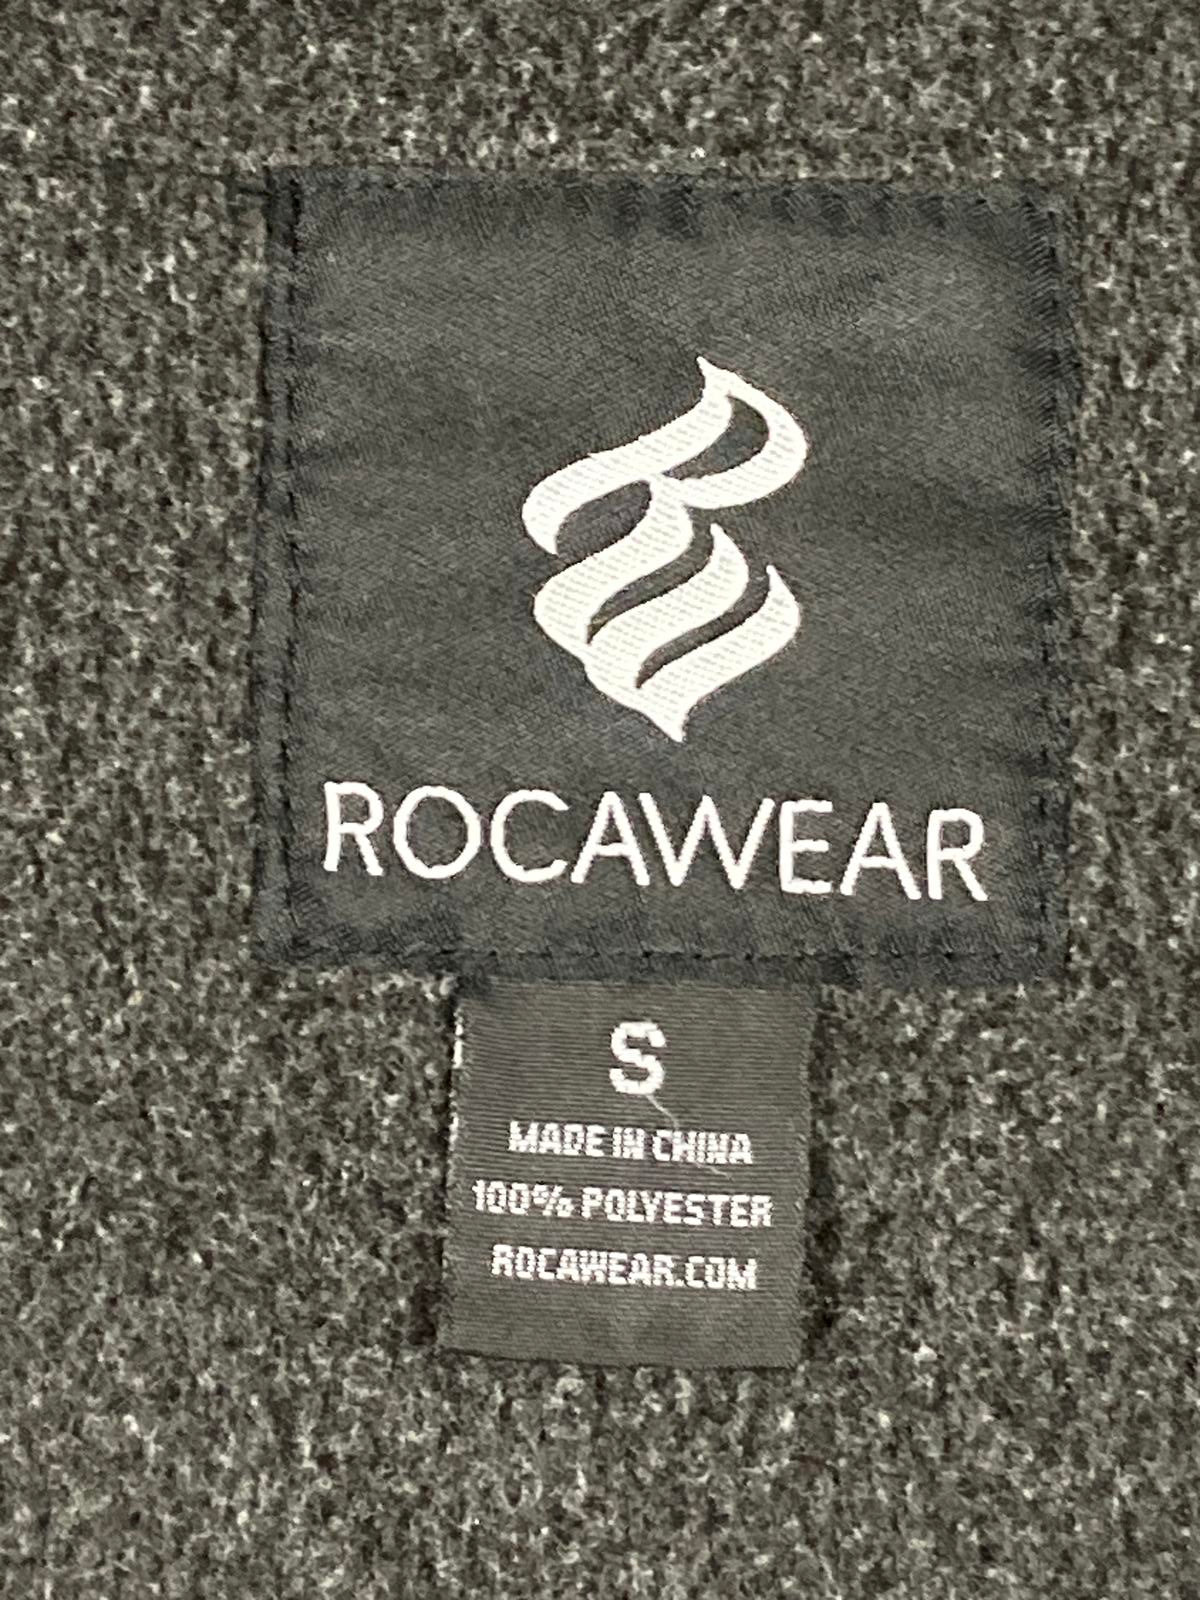 ROCAWEAR
S
MADE IN CHINA
100% POLYESTER
ROCAWEAR.COM